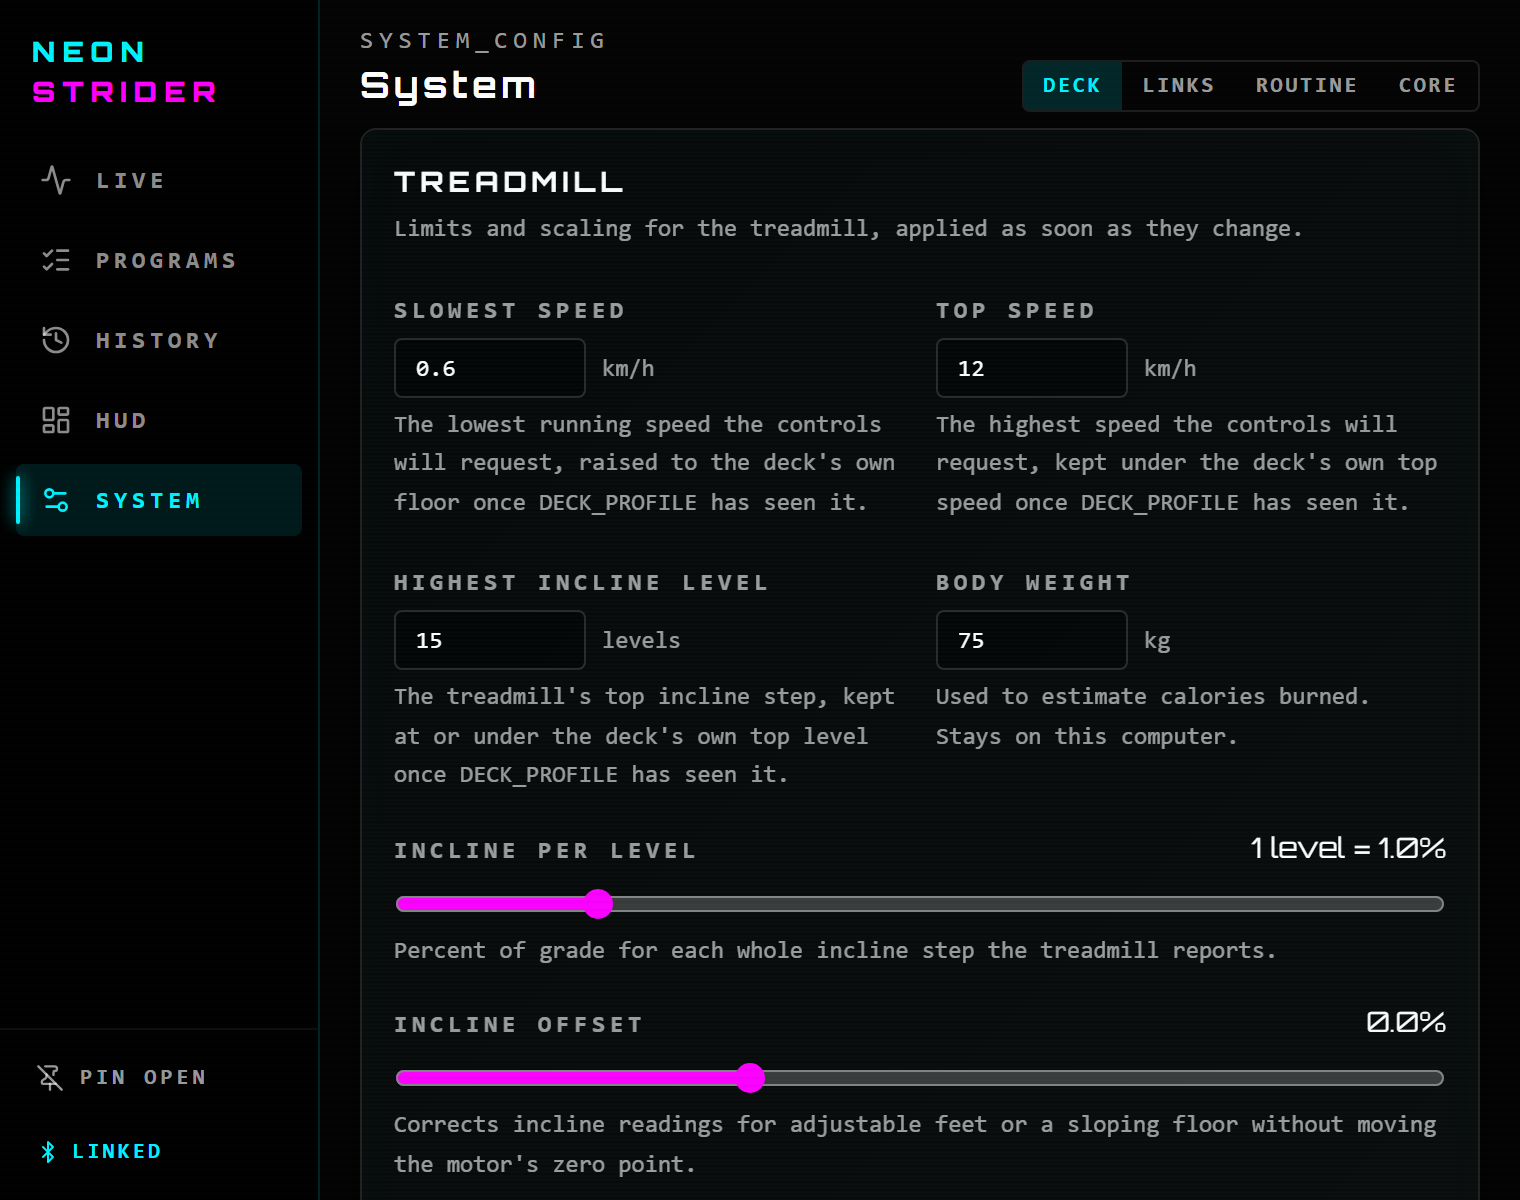 NEON
STRIDER
LIVE
PROGRAMS
HISTORY
HUD
SYSTEM
PIN OPEN
LINKED
SYSTEM_CONFIG
System
DECK LINKS ROUTINE CORE
TREADMILL
Limits and scaling for the treadmill, applied as soon as they change.
SLOWEST SPEED
0.6 km/h
The lowest running speed the controls
will request, raised to the deck's own
floor once DECK_PROFILE has seen it.
TOP SPEED
12 km/h
The highest speed the controls will
request, kept under the deck's own top
speed once DECK_PROFILE has seen it.
HIGHEST INCLINE LEVEL
15 levels
The treadmill's top incline step, kept
at or under the deck's own top level
once DECK_PROFILE has seen it.
BODY WEIGHT
75 kg
Used to estimate calories burned.
Stays on this computer.
INCLINE PER LEVEL 1 level = 1.0%
Percent of grade for each whole incline step the treadmill reports.
INCLINE OFFSET 0.0%
Corrects incline readings for adjustable feet or a sloping floor without moving
the motor's zero point.